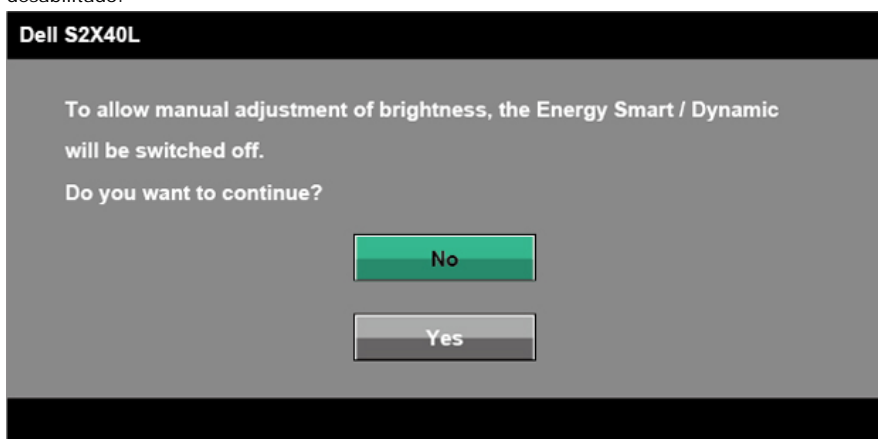 Dell S2X40L
To allow manual adjustment of brightness, the Energy Smart / Dynamic
will be switched off.
Do you want to continue?
No
Yes